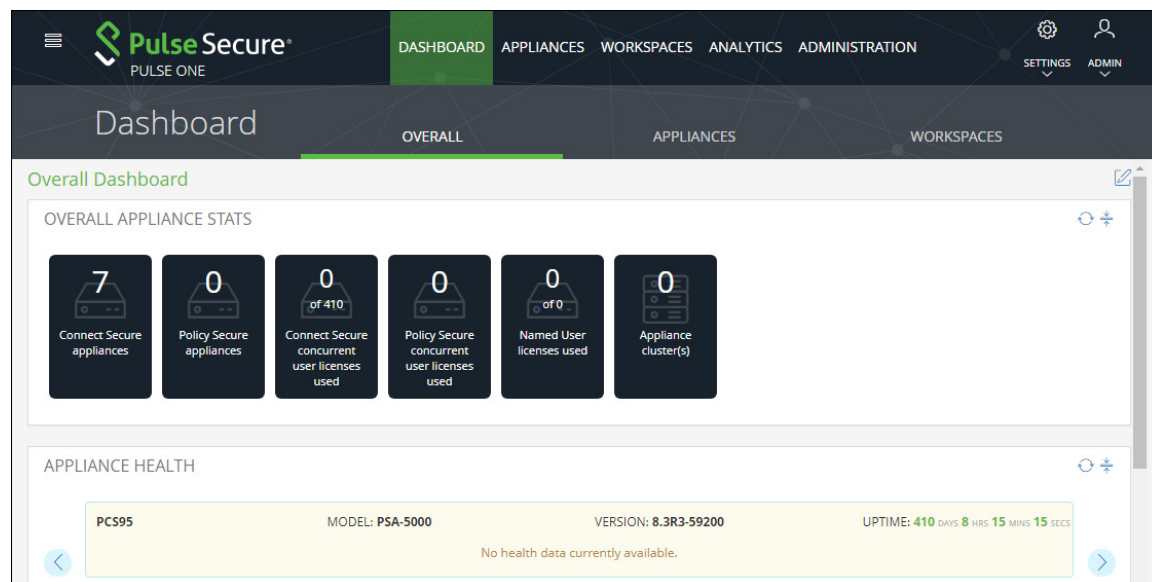 Pulse Secure®
PULSE ONE
DASHBOARD APPLIANCES WORKSPACES ANALYTICS ADMINISTRATION
SETTINGS ADMIN
Dashboard
OVERALL APPLIANCES WORKSPACES
Overall Dashboard
OVERALL APPLIANCE STATS
7
Connect Secure
appliances
0
Policy Secure
appliances
0
of 410
Connect Secure
concurrent
user licenses
used
0
Policy Secure
concurrent
user licenses
used
0
of 0
Named User
licenses used
0
Appliance
cluster(s)
APPLIANCE HEALTH
PCS95 MODEL: PSA-5000 VERSION: 8.3R3-59200 UPTIME: 410 DAYS 8 HRS 15 MINS 15 SECS
No health data currently available.